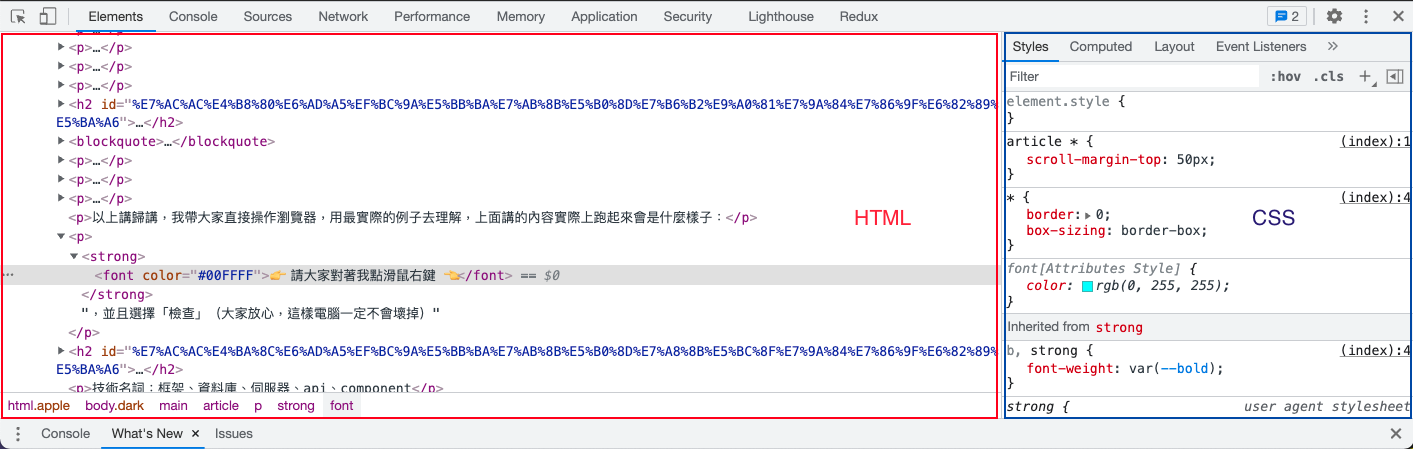 Elements Console Sources Network Performance Memory Application Security Lighthouse Redux 2
<p>…</p>
<p>…</p>
<p>…</p>
<h2 id="%E7%AC%AC%E4%B8%80%E6%AD%A5%EF%BC%9A%E5%BB%BA%E7%AB%8B%E5%B0%8D%E7%B6%B2%E9%A0%81%E7%9A%84%E7%86%9F%E6%82%89%
E5%BA%A6">…</h2>
<blockquote>…</blockquote>
<p>…</p>
<p>…</p>
<p>…</p>
<p>以上講歸講，我帶大家直接操作瀏覽器，用最實際的例子去理解，上面講的內容實際上跑起來會是什麼樣子：</p>
<p>
<strong>
… <font color="#00FFFF">👉 請大家對著我點滑鼠右鍵 👈</font> == $0
</strong>
"，並且選擇「檢查」（大家放心，這樣電腦一定不會壞掉）"
</p>
<h2 id="%E7%AC%AC%E4%BA%8C%E6%AD%A5%EF%BC%9A%E5%BB%BA%E7%AB%8B%E5%B0%8D%E7%A8%8B%E5%BC%8F%E7%9A%84%E7%86%9F%E6%82%89%
E5%BA%A6">…</h2>
<p>技術名詞：框架、資料庫、伺服器、api、component</p>
HTML
html.apple body.dark main article p strong font
Styles Computed Layout Event Listeners »
Filter :hov .cls +
element.style {
}
article * { (index):1
scroll-margin-top: 50px;
}
* { (index):4
border: 0;
box-sizing: border-box;
}
CSS
font[Attributes Style] {
color: rgb(0, 255, 255);
}
Inherited from strong
b, strong { (index):4
font-weight: var(--bold);
}
strong { user agent stylesheet
Console What's New × Issues